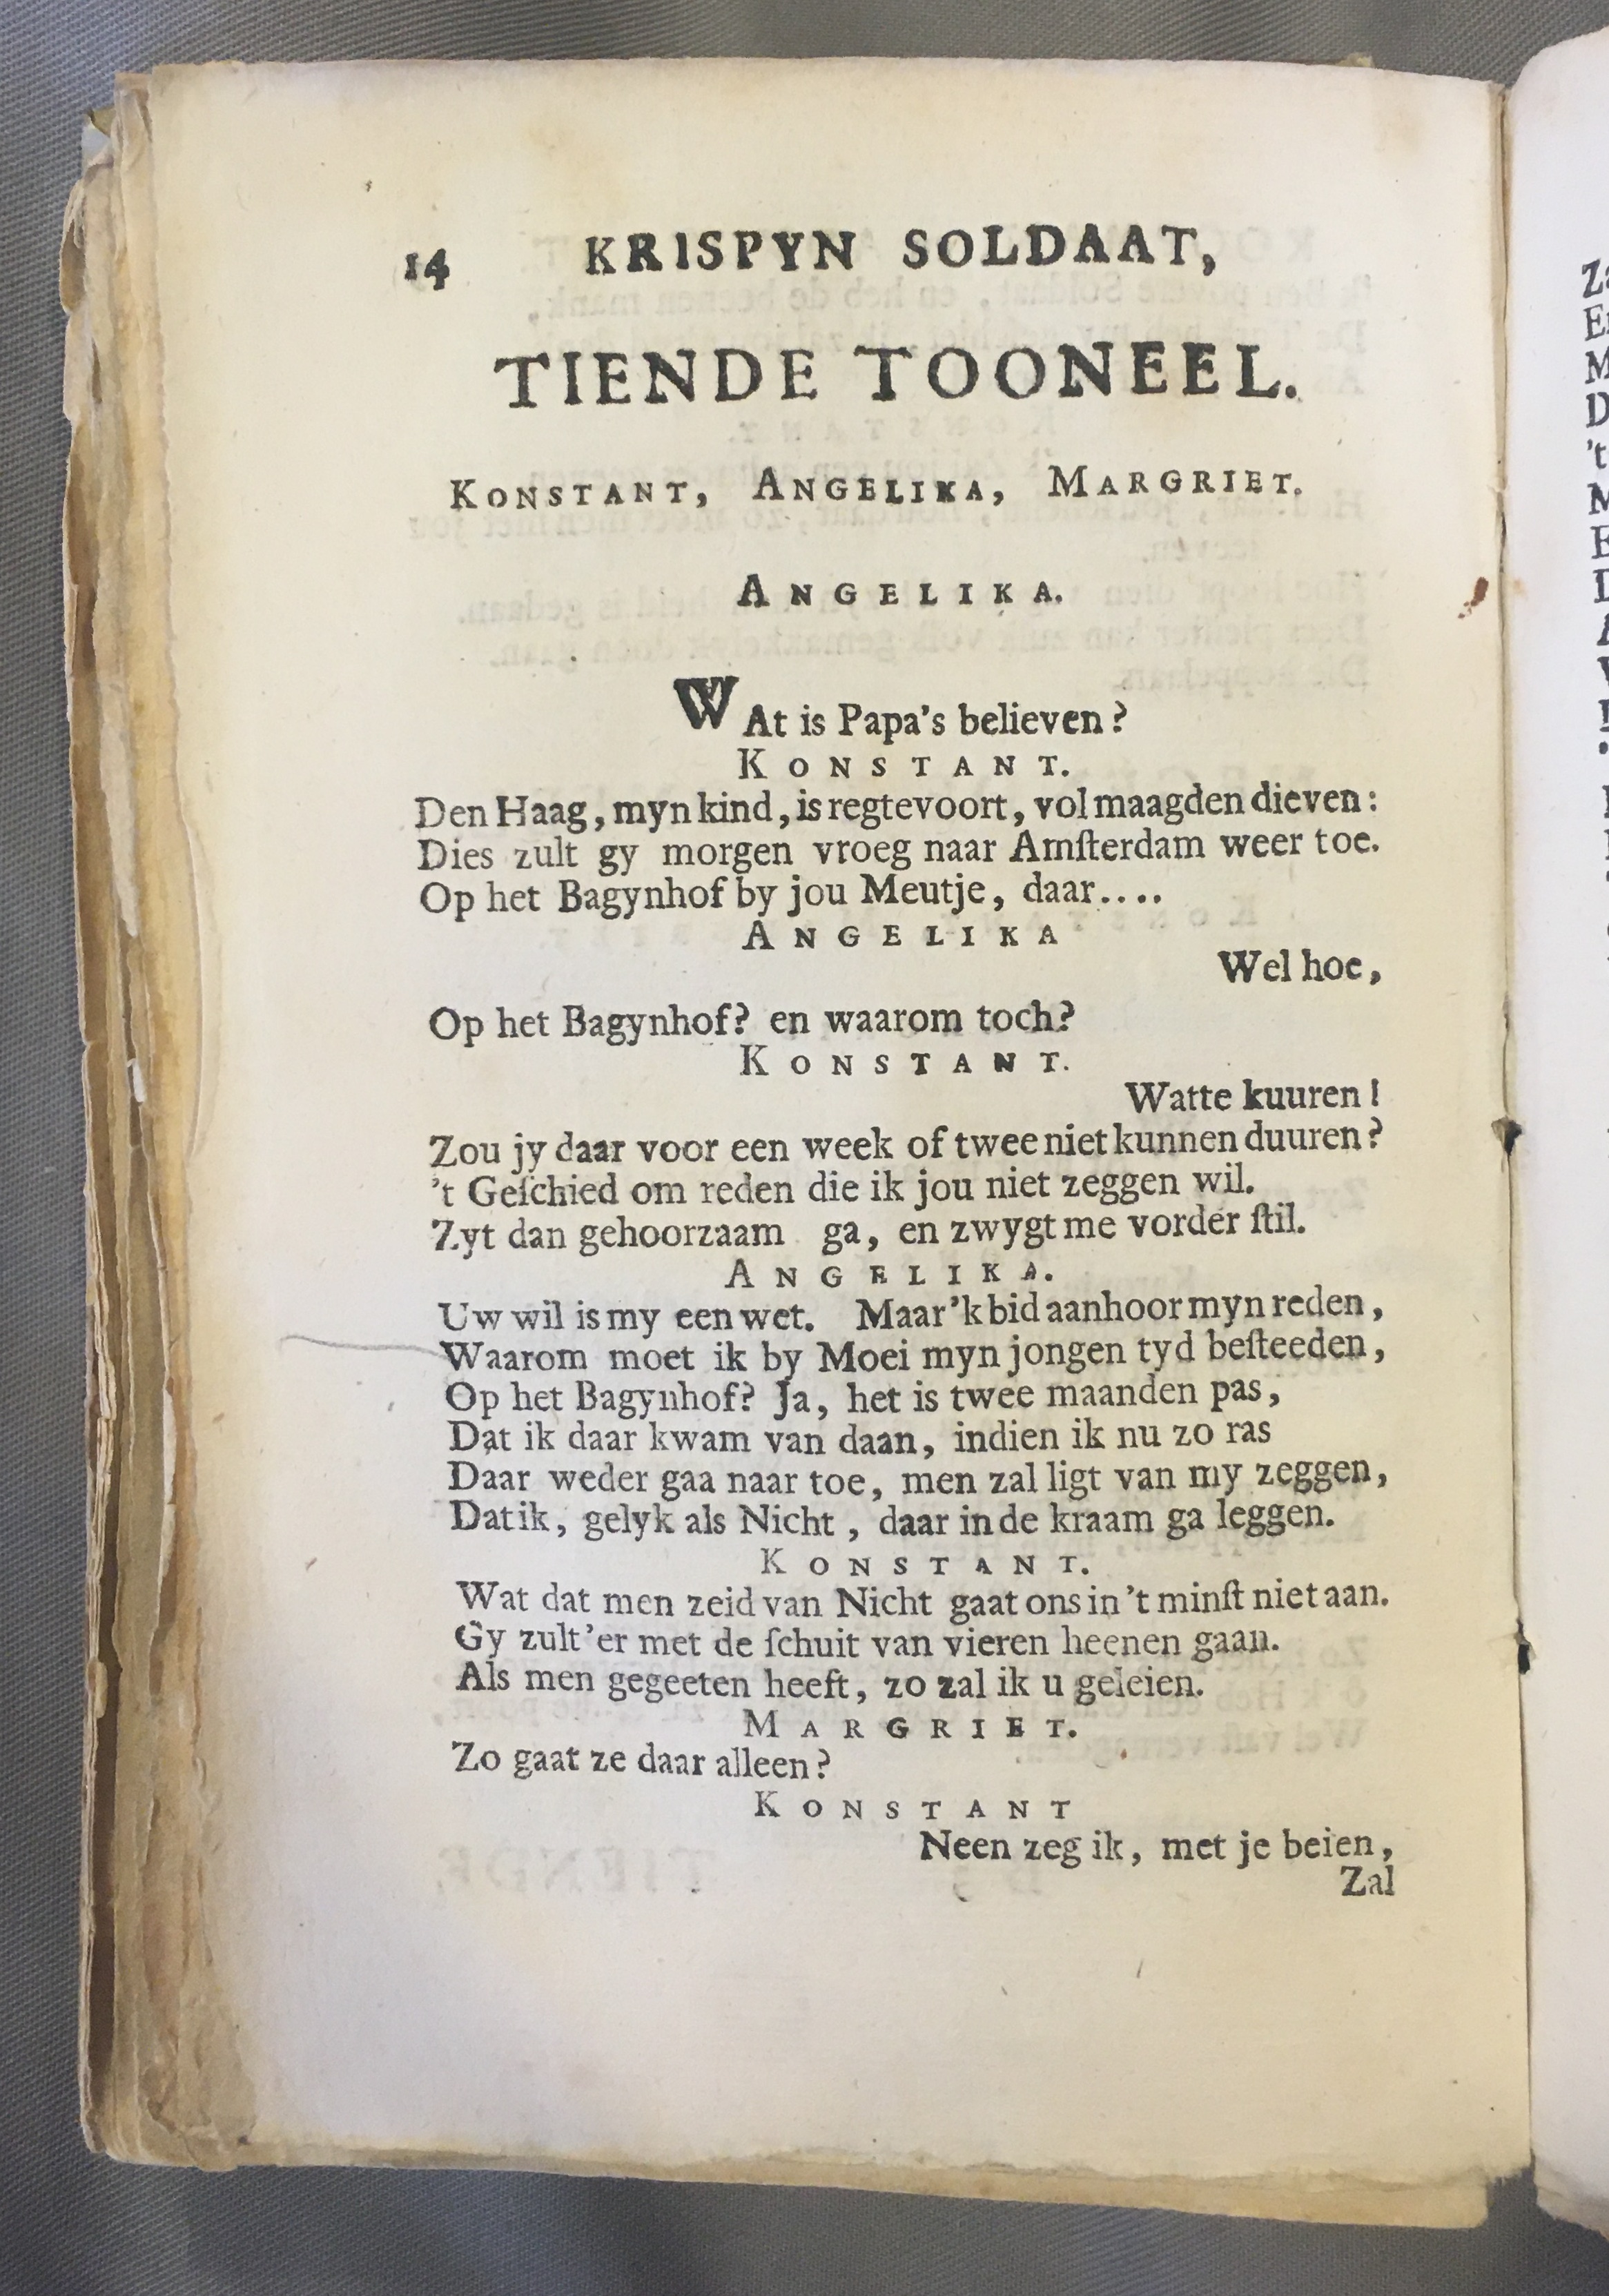 14 KRISPYN SOLDAAT,
TIENDE TOONEEL.
KONSTANT, ANGELIKA, MARGRIET.
ANGELIKA.
WAt is Papa's believen?
KONSTANT.
Den Haag, myn kind, is regtevoort, vol maagden dieven:
Dies zult gy morgen vroeg naar Amſterdam weer toe.
Op het Bagynhof by jou Meutje, daar....
ANGELIKA
Wel hoe,
Op het Bagynhof? en waarom toch?
KONSTANT.
Watte kuuren!
Zou jy daar voor een week of twee niet kunnen duuren?
't Geſchied om reden die ik jou niet zeggen wil.
Zyt dan gehoorzaam ga, en zwygt me vorder ſtil.
ANGELIKA.
Uw wil is my een wet. Maar 'k bid aanhoor myn reden,
Waarom moet ik by Moei myn jongen tyd beſteeden,
Op het Bagynhof? Ja, het is twee maanden pas,
Dat ik daar kwam van daan, indien ik nu zo ras
Daar weder gaa naar toe, men zal ligt van my zeggen,
Dat ik, gelyk als Nicht, daar in de kraam ga leggen.
KONSTANT.
Wat dat men zeid van Nicht gaat ons in 't minſt niet aan.
Gy zult 'er met de ſchuit van vieren heenen gaan.
Als men gegeeten heeft, zo zal ik u geleien.
MARGRIET.
Zo gaat ze daar alleen?
KONSTANT
Neen zeg ik, met je beien,
Zal